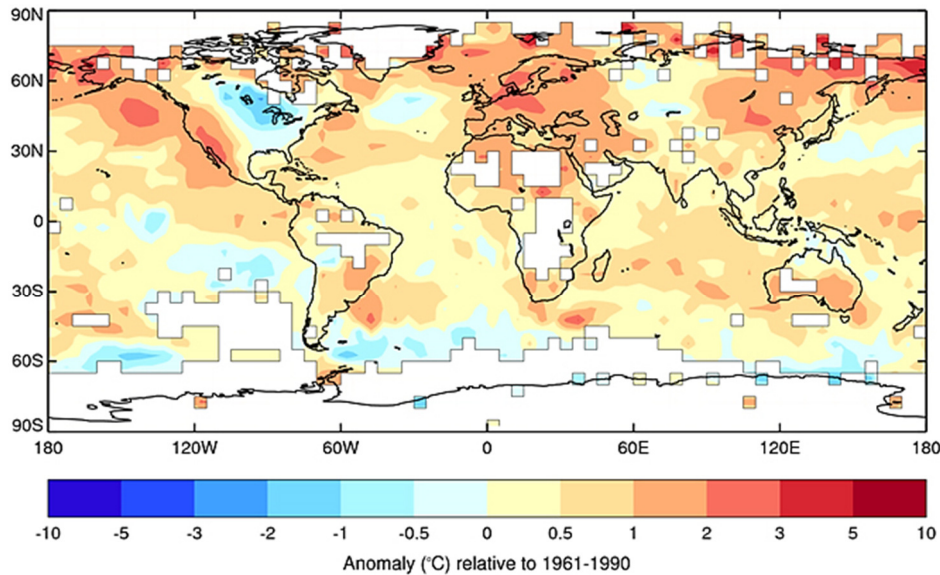 90N
60N
30N
0
30S
60S
90S
180 120W 60W 0 60E 120E 180
-10 -5 -3 -2 -1 -0.5 0 0.5 1 2 3 5 10
Anomaly (°C) relative to 1961-1990